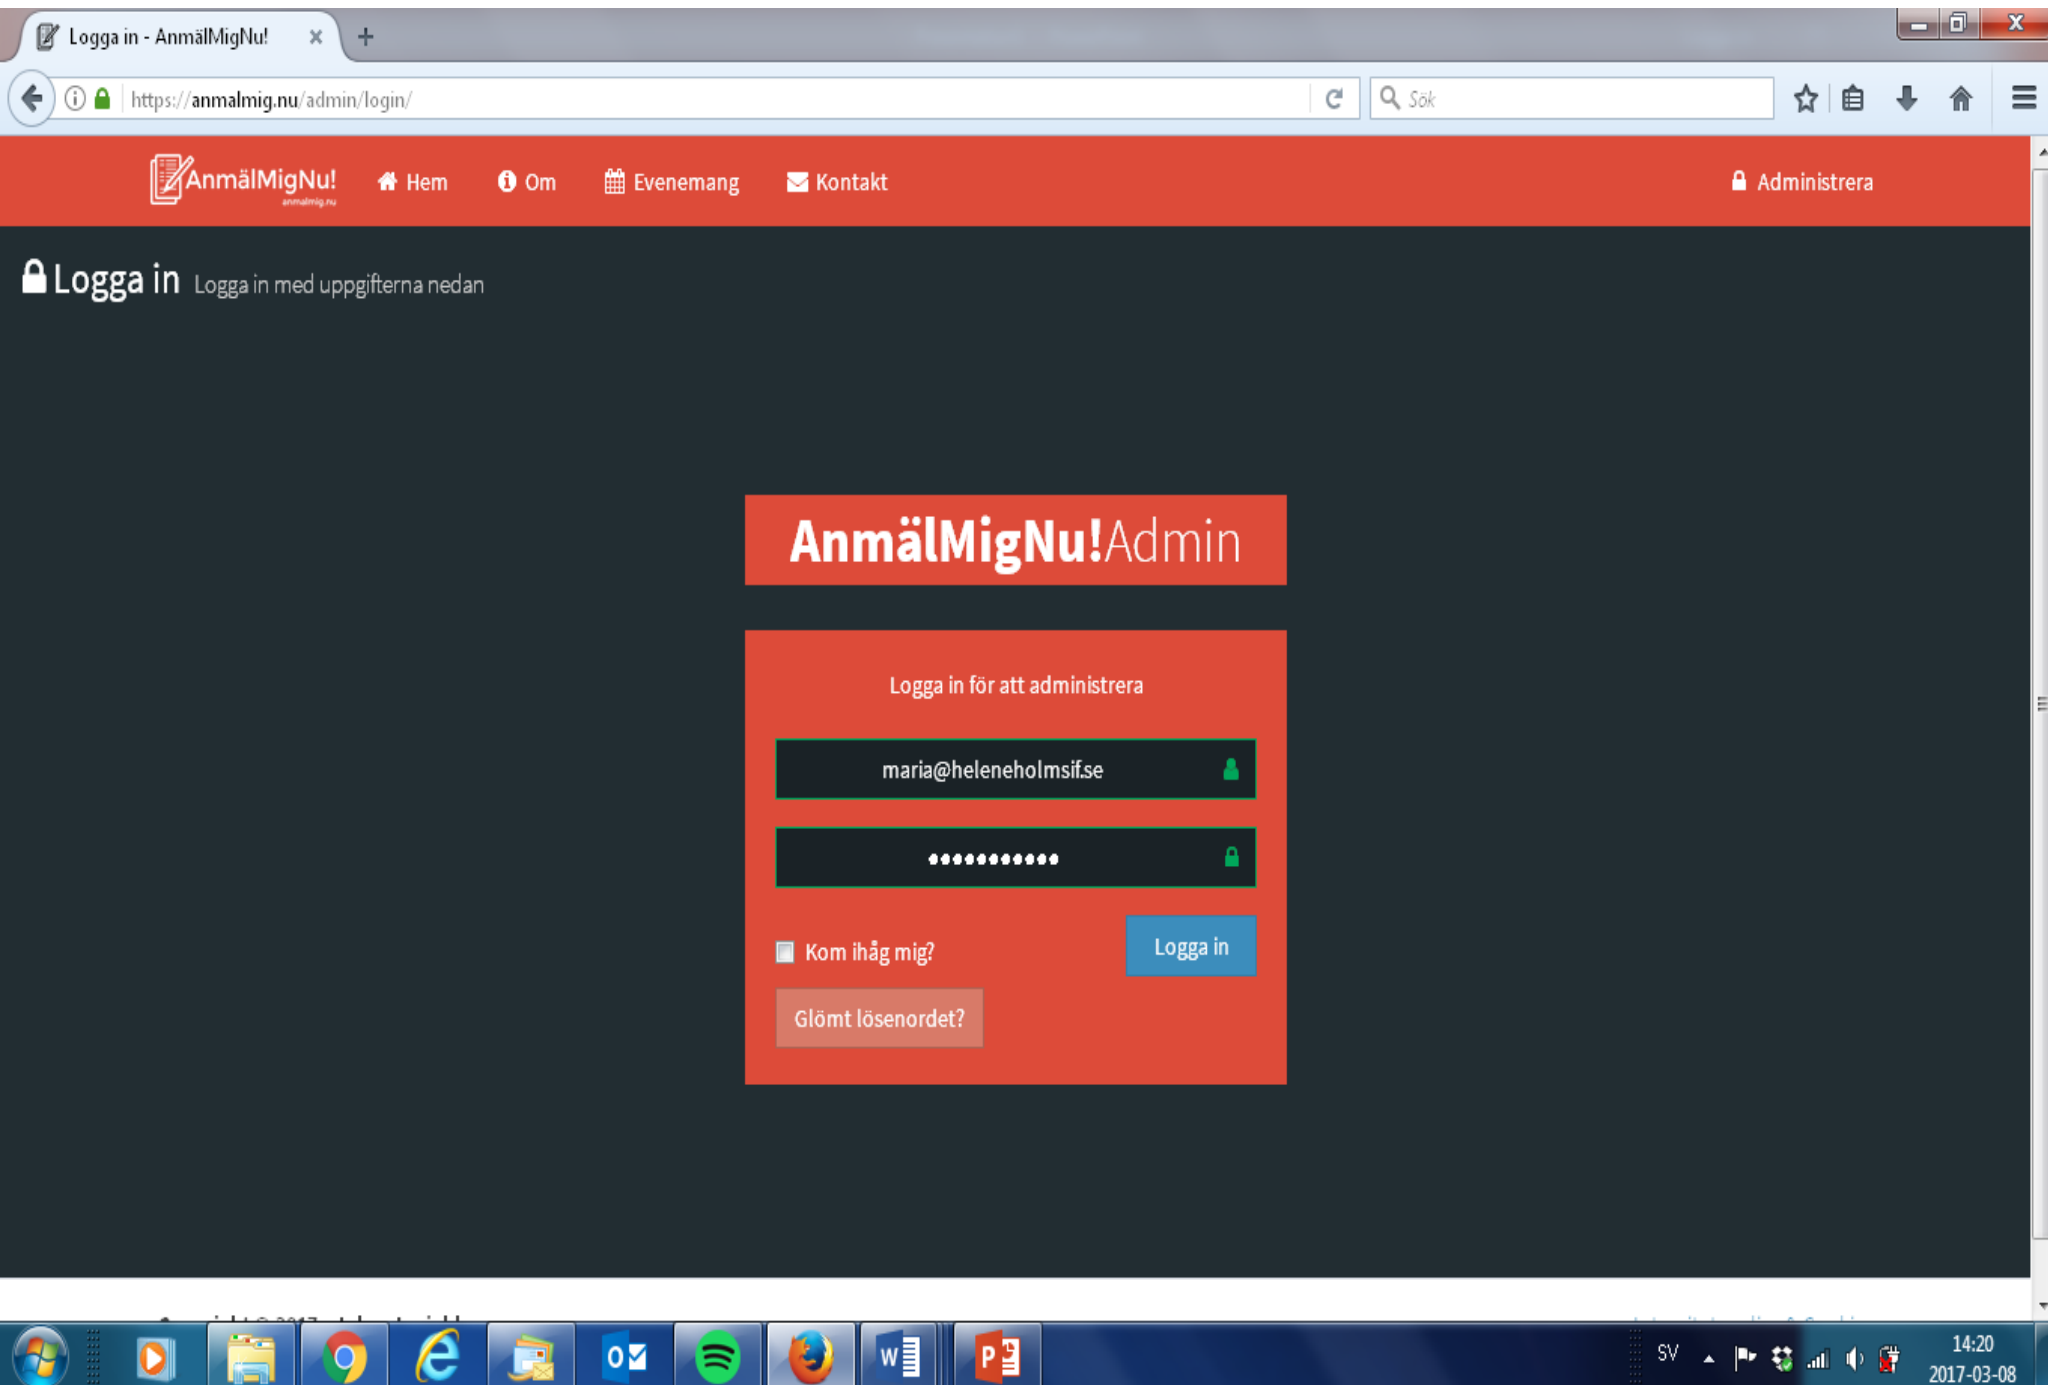 Logga in - AnmälMigNu!
https://anmalmig.nu/admin/login/
Sök
AnmälMigNu!
anmalmig.nu
Hem
Om
Evenemang
Kontakt
Administrera
Logga in Logga in med uppgifterna nedan
AnmälMigNu!Admin
Logga in för att administrera
maria@heleneholmsif.se
Kom ihåg mig?
Logga in
Glömt lösenordet?
SV
14:20
2017-03-08